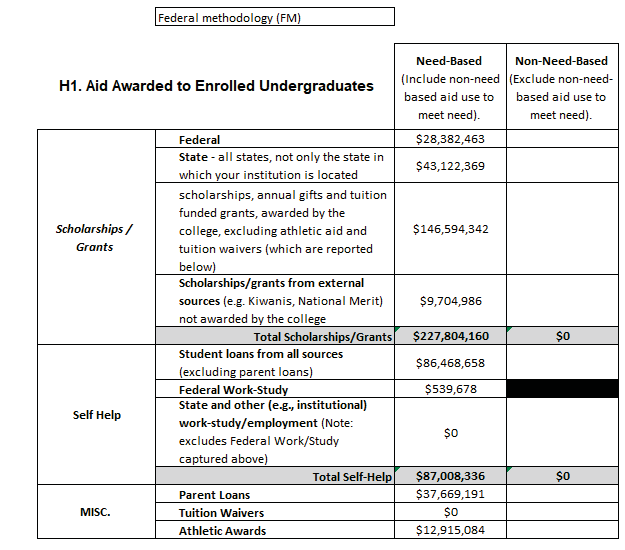 Federal methodology (FM)
H1. Aid Awarded to Enrolled Undergraduates
Need-Based
(Include non-need
based aid use to
meet need).
Non-Need-Based
(Exclude non-need-
based aid use to
meet need).
Scholarships /
Grants
Federal
$28,382,463
State - all states, not only the state in
which your institution is located
$43,122,369
scholarships, annual gifts and tuition
funded grants, awarded by the
college, excluding athletic aid and
tuition waivers (which are reported
below)
$146,594,342
Scholarships/grants from external
sources (e.g. Kiwanis, National Merit)
not awarded by the college
$9,704,986
Total Scholarships/Grants
$227,804,160
$0
Self Help
Student loans from all sources
(excluding parent loans)
$86,468,658
Federal Work-Study
$539,678
State and other (e.g., institutional)
work-study/employment (Note:
excludes Federal Work/Study
captured above)
$0
Total Self-Help
$87,008,336
$0
MISC.
Parent Loans
$37,669,191
Tuition Waivers
$0
Athletic Awards
$12,915,084